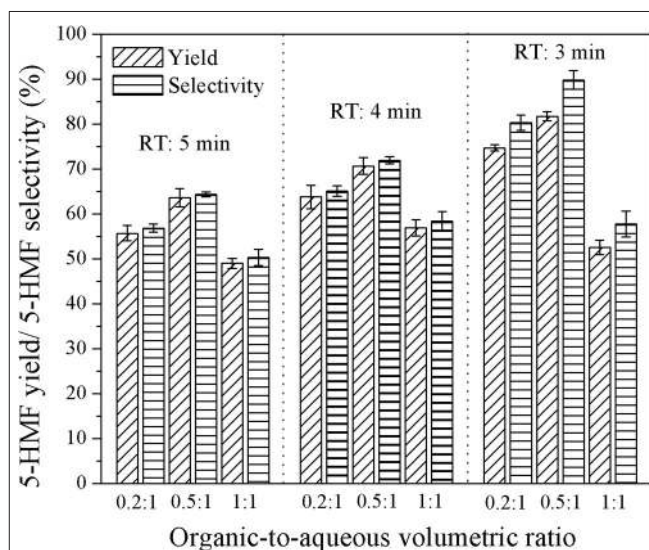 100
90
80
70
60
50
40
30
20
10
0
5-HMF yield/ 5-HMF selectivity (%)
Yield
Selectivity
RT: 5 min
RT: 4 min
RT: 3 min
0.2:1 0.5:1 1:1 0.2:1 0.5:1 1:1 0.2:1 0.5:1 1:1
Organic-to-aqueous volumetric ratio